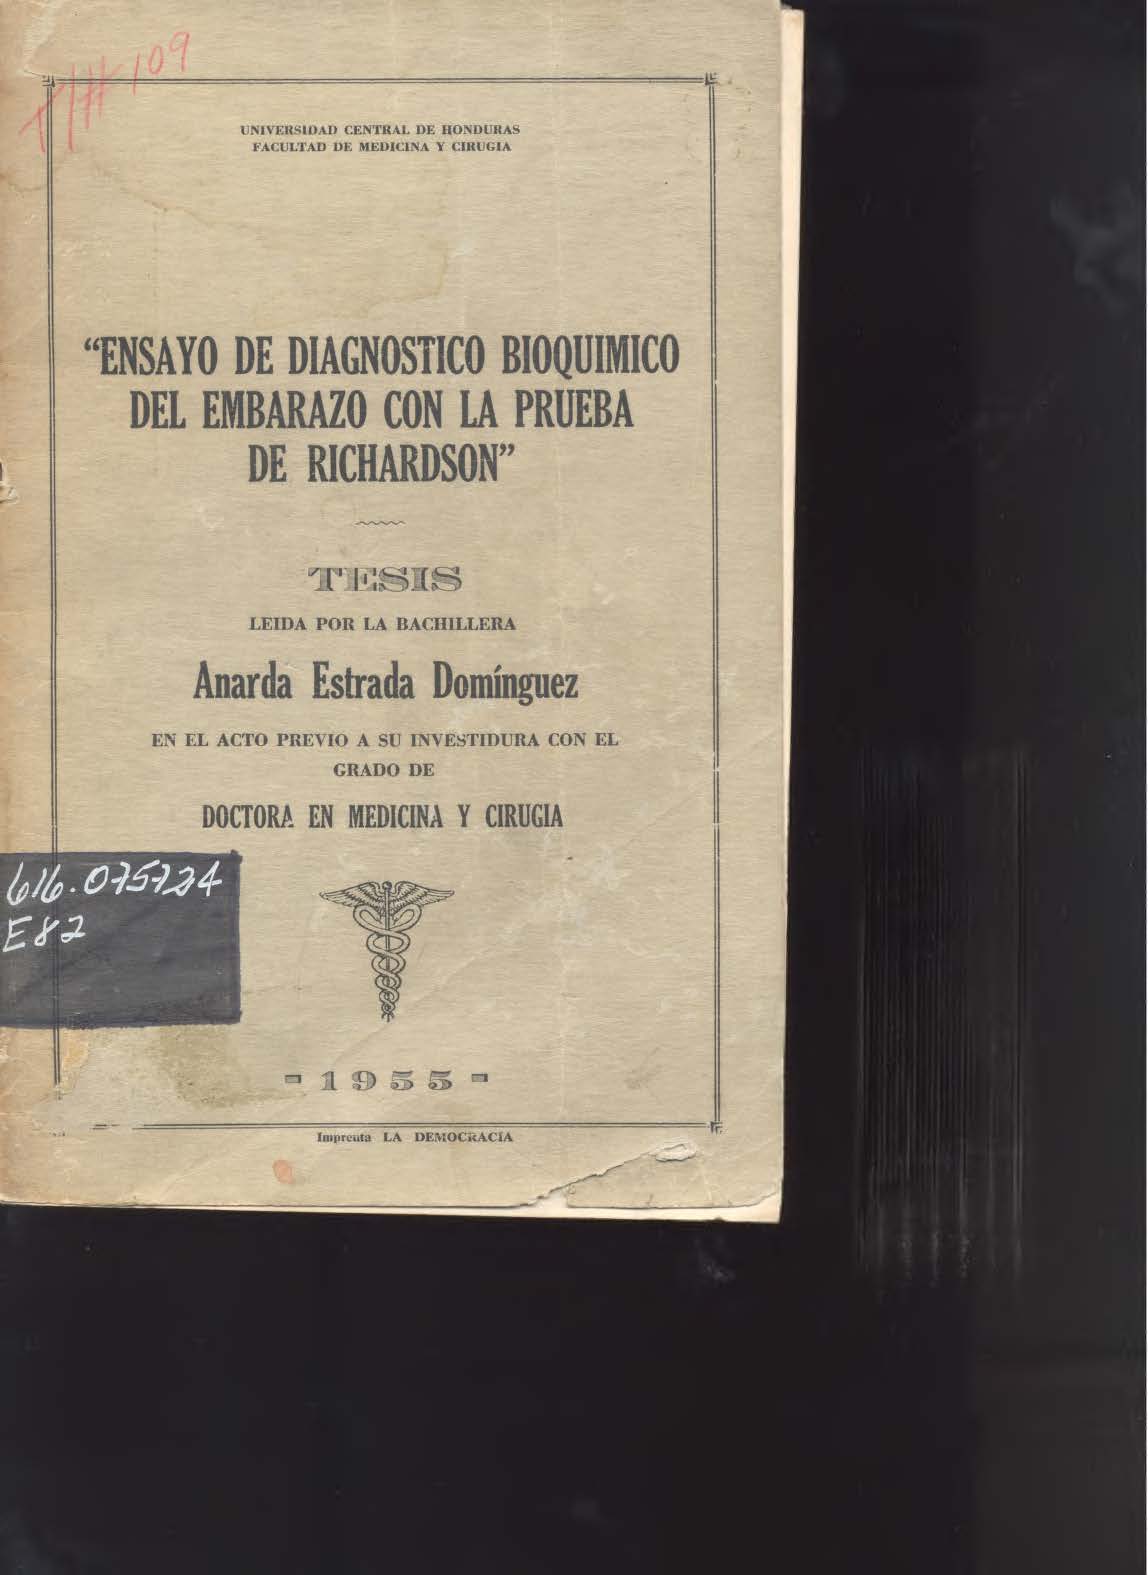 T/# 109
UNIVERSIDAD CENTRAL DE HONDURAS
FACULTAD DE MEDICINA Y CIRUGIA
“ENSAYO DE DIAGNOSTICO BIOQUIMICO
DEL EMBARAZO CON LA PRUEBA
DE RICHARDSON”
TESIS
LEIDA POR LA BACHILLERA
Anarda Estrada Domínguez
EN EL ACTO PREVIO A SU INVESTIDURA CON EL
GRADO DE
DOCTORA EN MEDICINA Y CIRUGIA
616.075724
E82
- 1955 -
Imprenta LA DEMOCRACIA